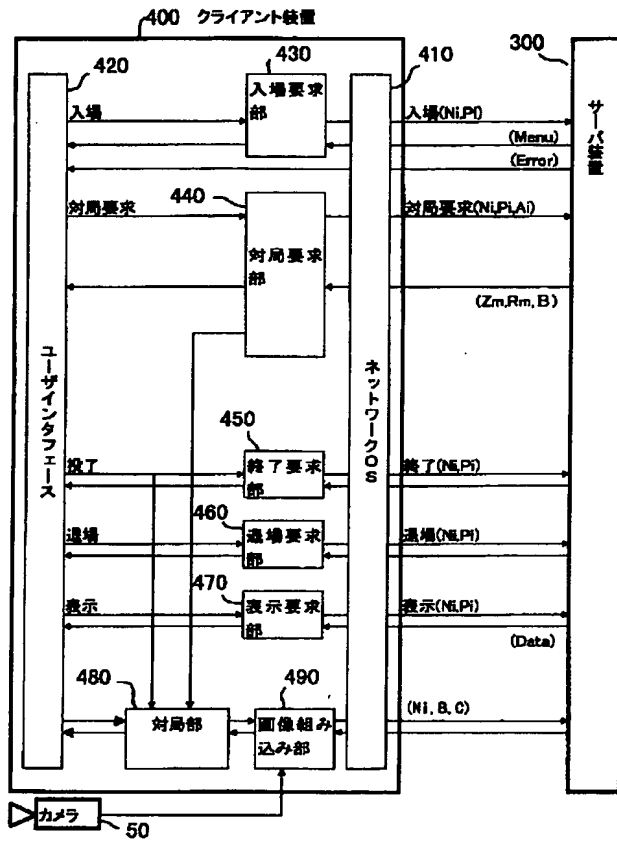 400 クライアント装置
420
430
410
300
入場要求
部
入場
入場(Ni,Pi)
(Menu)
(Error)
サーバ装置
440
対局要求
対局要求(Ni,Pi,Ai)
対局要求
部
(Zm,Rm,B)
ユーザインタフェース
ネットワークOS
450
投了
終了要求
部
終了(Ni,Pi)
460
退場
退場要求
部
退場(Ni,Pi)
470
表示
表示要求
部
表示(Ni,Pi)
(Data)
480
490
対局部
画像組み
込み部
(Ni,B,C)
カメラ
50